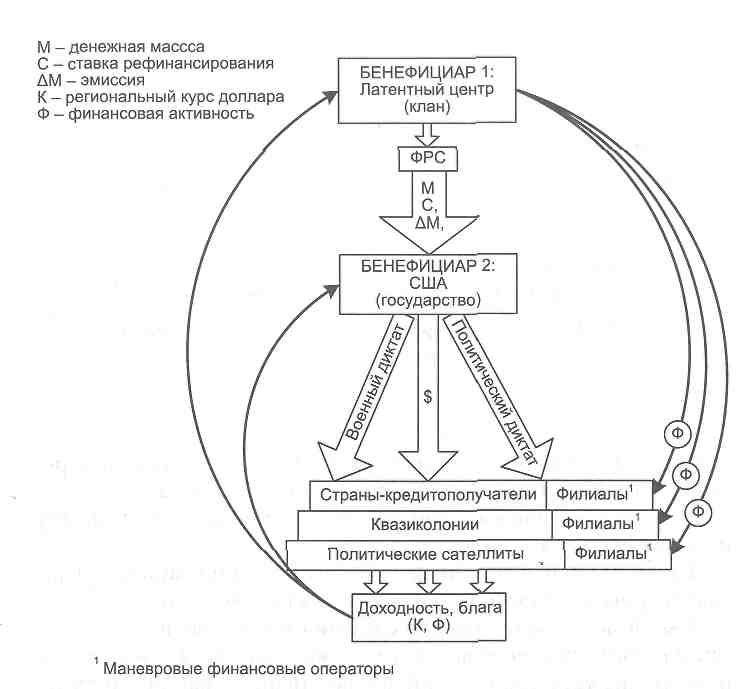 М – денежная массса
С – ставка рефинансирования
ΔМ – эмиссия
К – региональный курс доллара
Ф – финансовая активность
БЕНЕФИЦИАР 1:
Латентный центр
(клан)
ФРС
М
С,
ΔМ,
БЕНЕФИЦИАР 2:
США
(государство)
Военный диктат
$
Политический диктат
Ф
Ф
Ф
Страны-кредитополучатели
Филиалы¹
Квазиколонии
Филиалы¹
Политические сателлиты
Филиалы¹
Доходность, блага
(К, Ф)
¹ Маневровые финансовые операторы